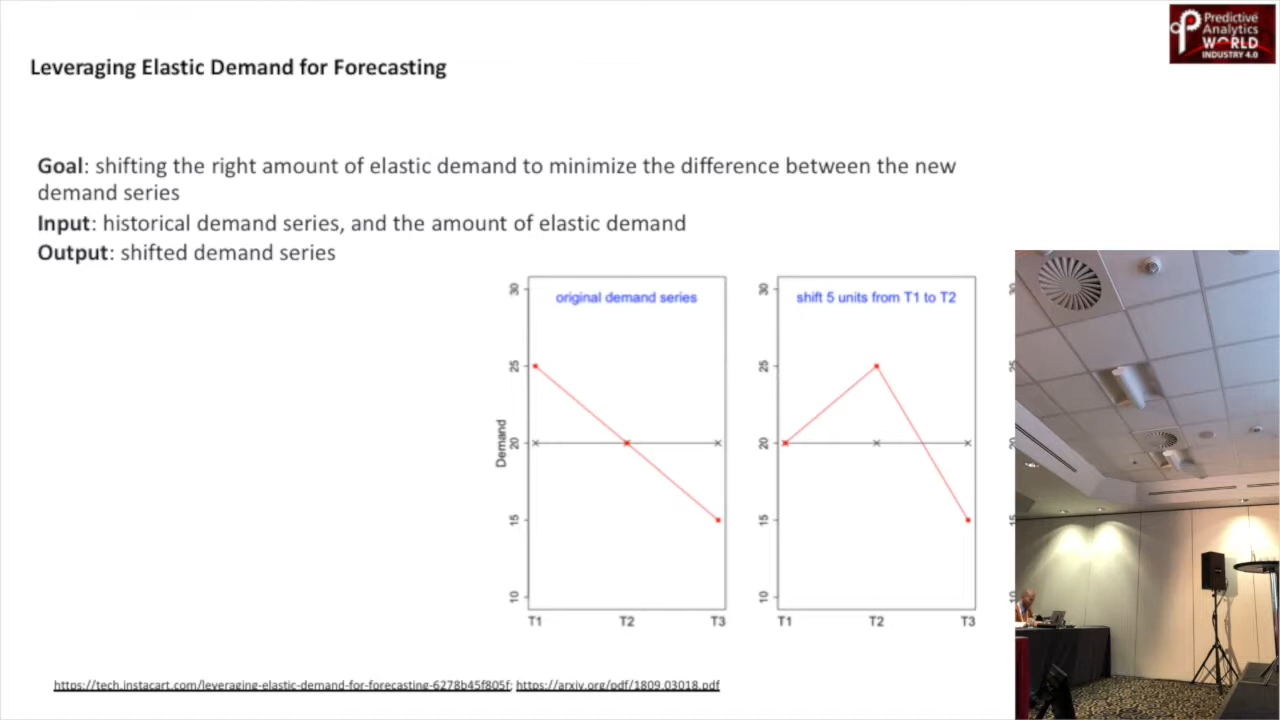 Predictive
Analytics
WORLD
INDUSTRY 4.0
Leveraging Elastic Demand for Forecasting
Goal: shifting the right amount of elastic demand to minimize the difference between the new
demand series
Input: historical demand series, and the amount of elastic demand
Output: shifted demand series
original demand series
shift 5 units from T1 to T2
Demand
30
25
20
15
10
T1 T2 T3
30
25
20
15
10
T1 T2 T3
https://tech.instacart.com/leveraging-elastic-demand-for-forecasting-6278b45f805f; https://arxiv.org/pdf/1809.03018.pdf